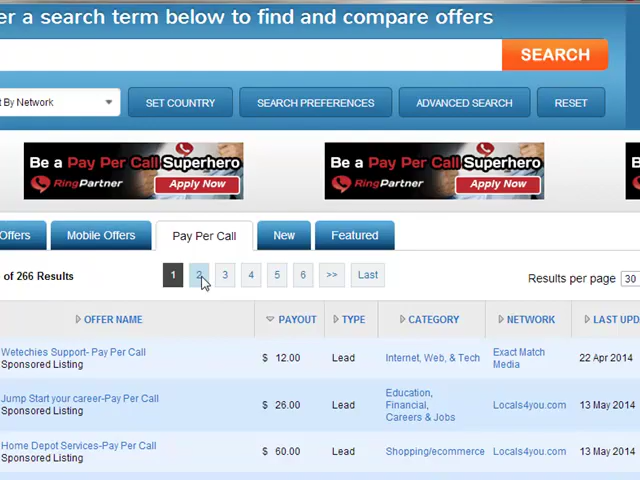 er a search term below to find and compare offers
SEARCH
t By Network
SET COUNTRY
SEARCH PREFERENCES
ADVANCED SEARCH
RESET
Be a Pay Per Call Superhero
RingPartner
Apply Now
Be a Pay Per Call Superhero
RingPartner
Apply Now
Be a
Offers
Mobile Offers
Pay Per Call
New
Featured
of 266 Results
1 2 3 4 5 6 >> Last
Results per page 30
OFFER NAME PAYOUT TYPE CATEGORY NETWORK LAST UPD
Wetechies Support- Pay Per Call
Sponsored Listing
$ 12.00
Lead
Internet, Web, & Tech
Exact Match
Media
22 Apr 2014
Jump Start your career-Pay Per Call
Sponsored Listing
$ 26.00
Lead
Education,
Financial,
Careers & Jobs
Locals4you.com
13 May 2014
Home Depot Services-Pay Per Call
Sponsored Listing
$ 60.00
Lead
Shopping/ecommerce
Locals4you.com
13 May 2014